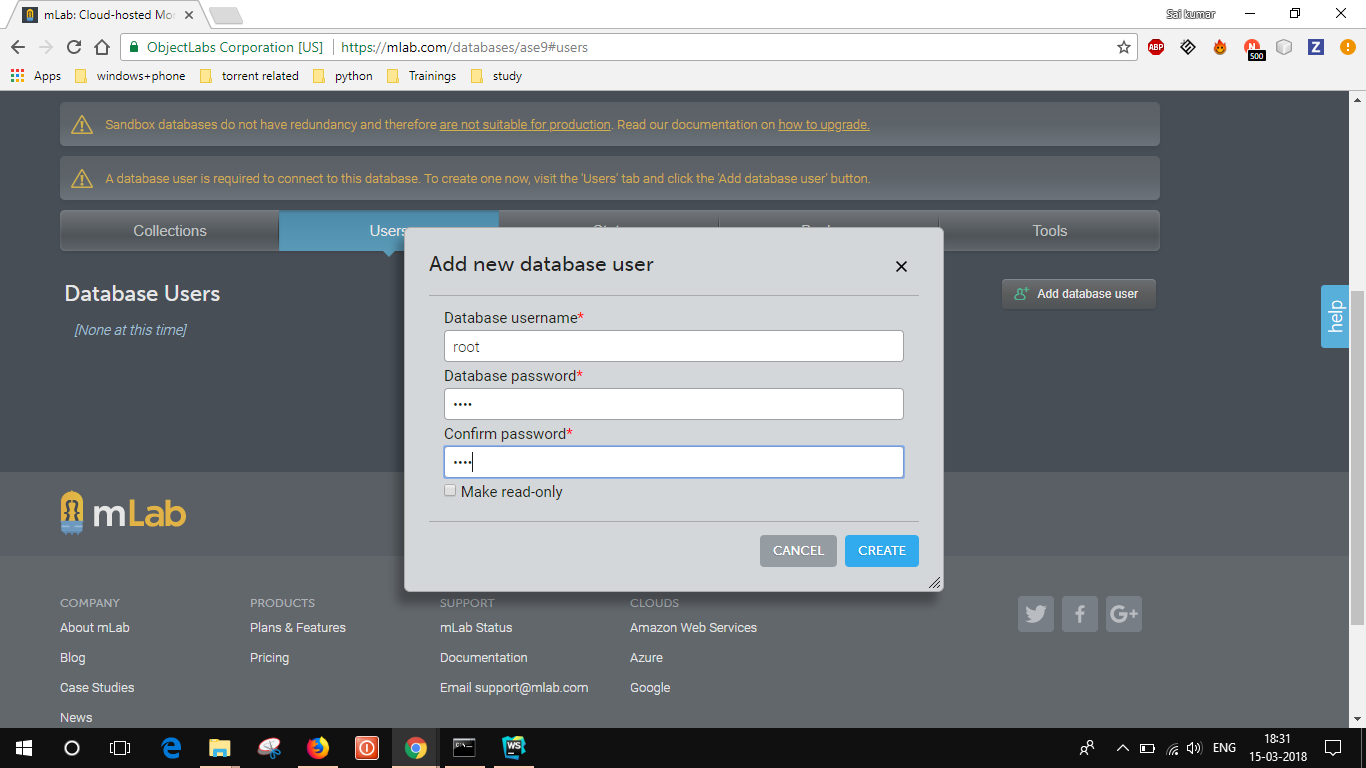 mLab: Cloud-hosted Mon
Sai kumar
ObjectLabs Corporation [US] https://mlab.com/databases/ase9#users
ABP
N
500
Z
Apps windows+phone torrent related python Trainings study
Sandbox databases do not have redundancy and therefore are not suitable for production. Read our documentation on how to upgrade.
A database user is required to connect to this database. To create one now, visit the 'Users' tab and click the 'Add database user' button.
Collections Users Tools
Add new database user
Database Users
Add database user
[None at this time]
help
Database username*
root
Database password*
••••
Confirm password*
••••
Make read-only
CANCEL CREATE
mLab
COMPANY PRODUCTS SUPPORT CLOUDS
About mLab Plans & Features mLab Status Amazon Web Services
Blog Pricing Documentation Azure
Case Studies Email support@mlab.com Google
News
G+
WS
ENG
18:31
15-03-2018